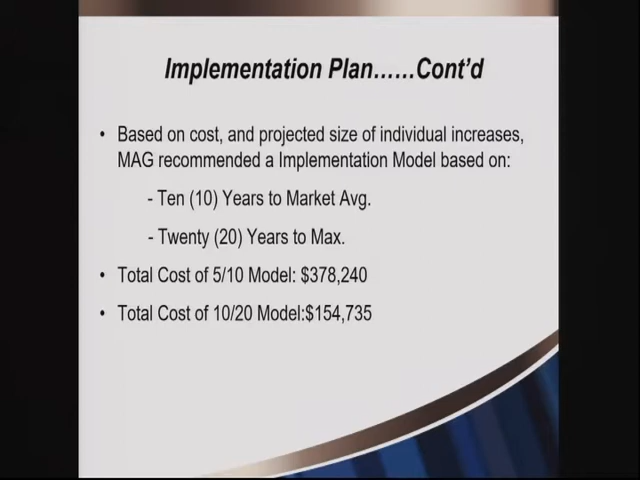 Implementation Plan……Cont'd
• Based on cost, and projected size of individual increases,
MAG recommended a Implementation Model based on:
- Ten (10) Years to Market Avg.
- Twenty (20) Years to Max.
• Total Cost of 5/10 Model: $378,240
• Total Cost of 10/20 Model:$154,735